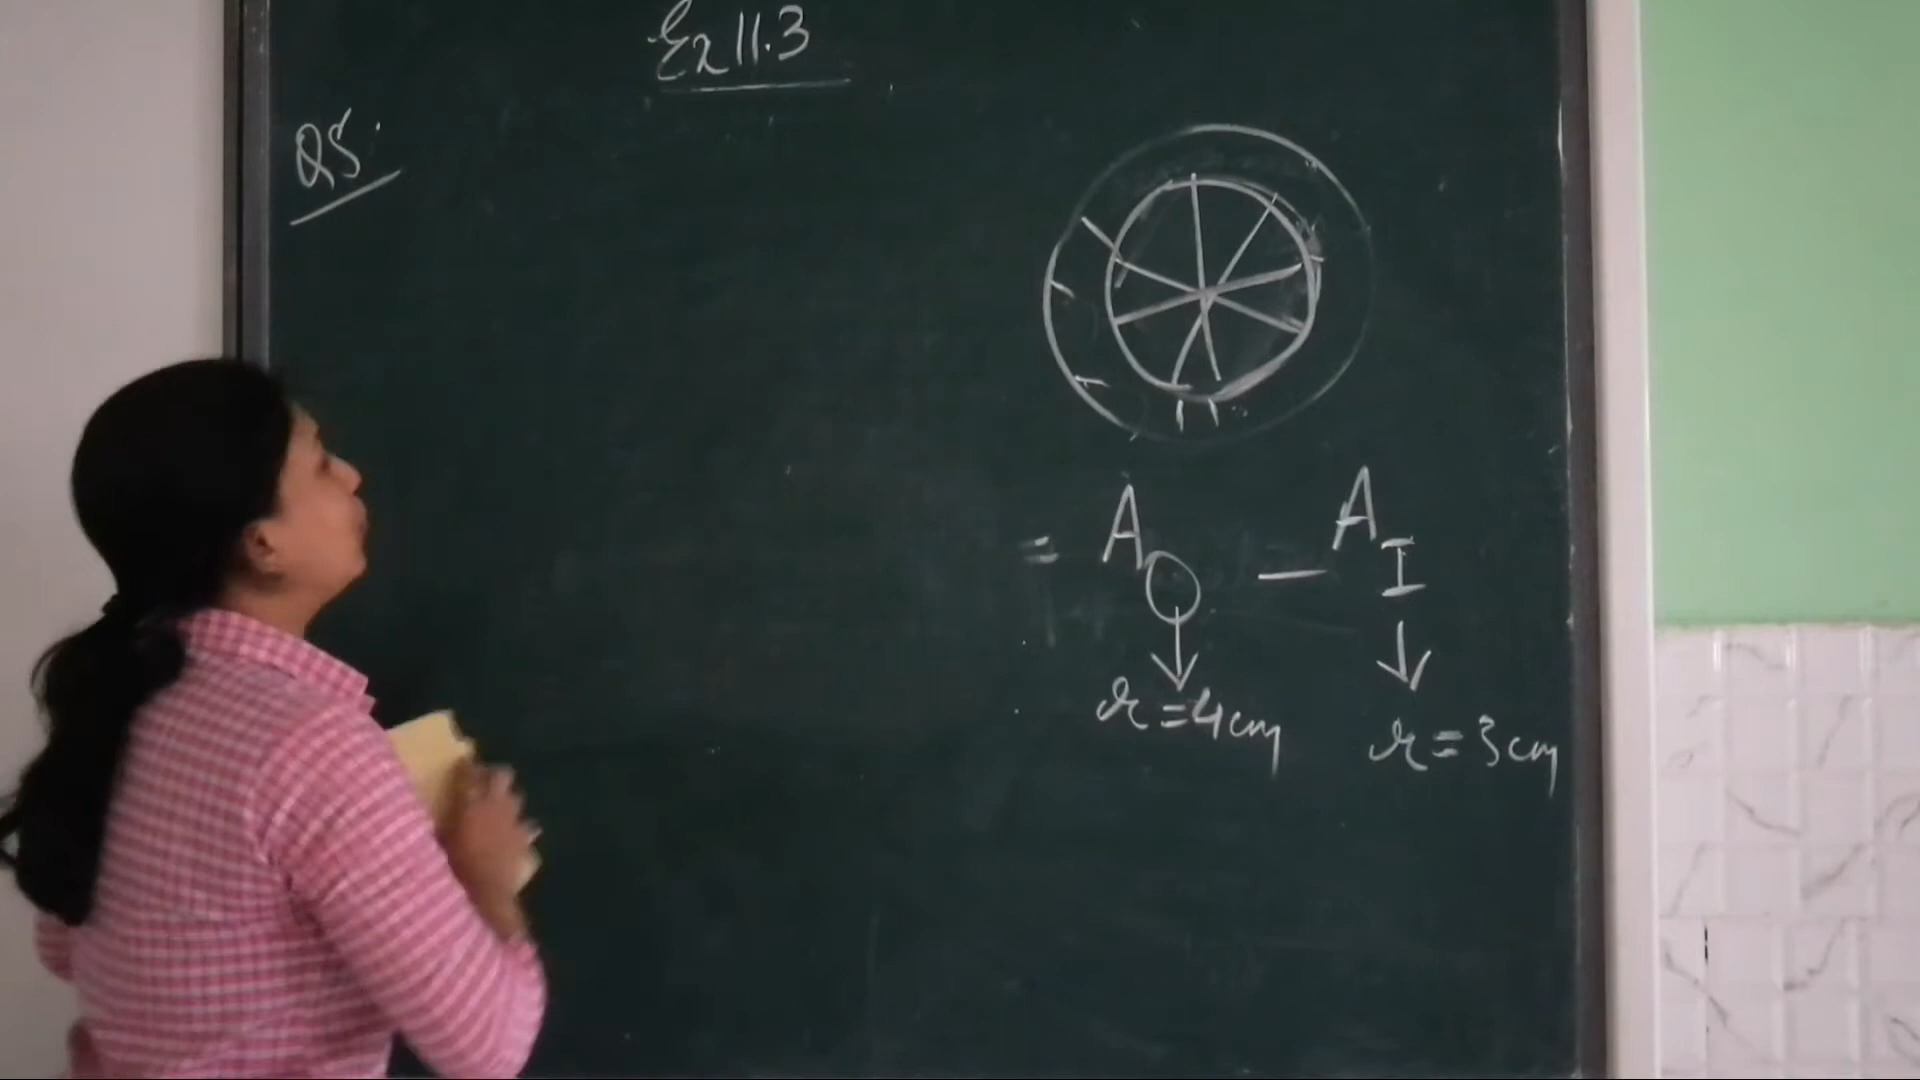 Ex 11.3
Q5.
= A_O — A_I
r = 4cm
r = 3cm